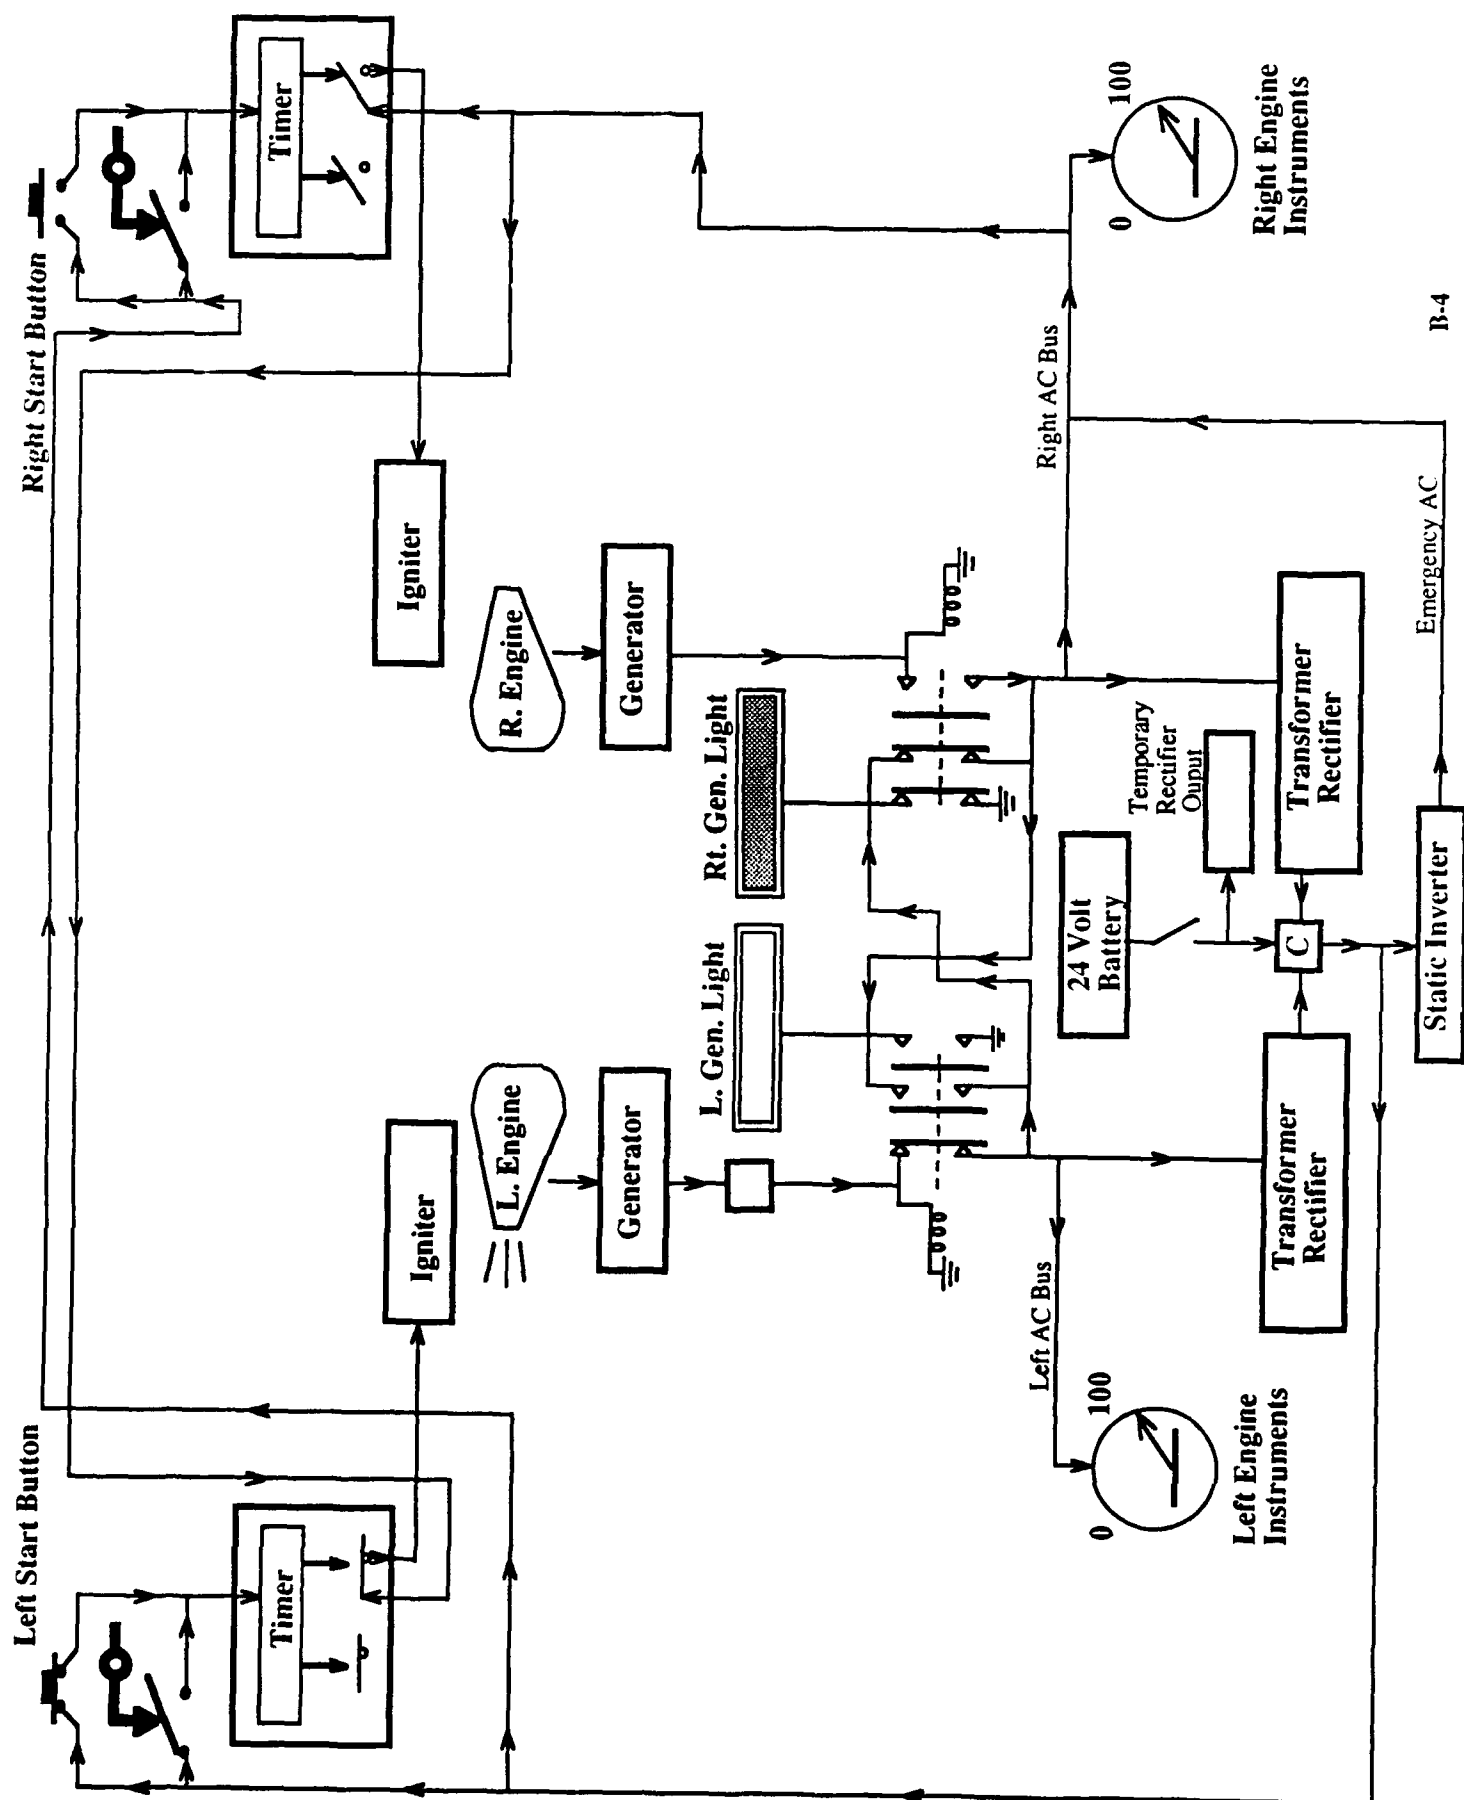 Left Start Button
Right Start Button
Timer
Timer
Igniter
Igniter
L. Engine
R. Engine
Generator
Generator
L. Gen. Light
Rt. Gen. Light
Left AC Bus
Right AC Bus
0
100
Left Engine
Instruments
24 Volt
Battery
Temporary
Rectifier
Ouput
0
100
Right Engine
Instruments
Transformer
Rectifier
C
Transformer
Rectifier
Static Inverter
Emergency AC
B-4